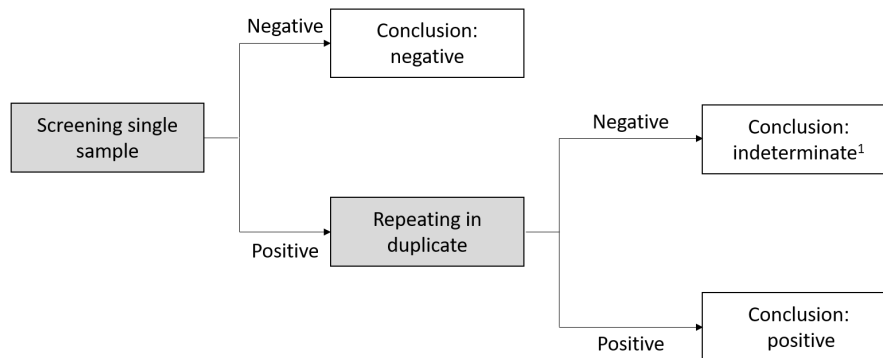 Negative
Conclusion:
negative
Screening single
sample
Negative
Conclusion:
indeterminate¹
Positive
Repeating in
duplicate
Positive
Conclusion:
positive